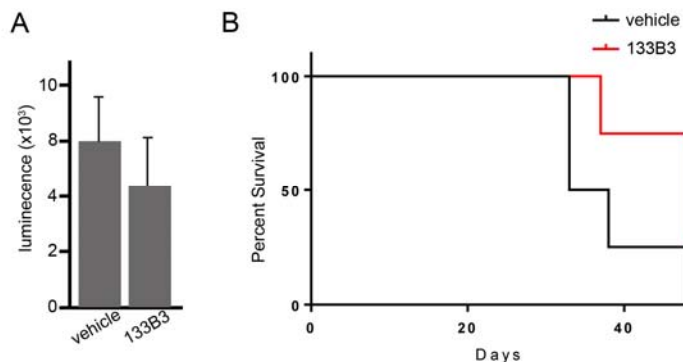 A
luminecence (x10³)
10
8
4
2
0
vehicle
133B3
B
vehicle
133B3
Percent Survival
100
50
0
0
20
40
Days